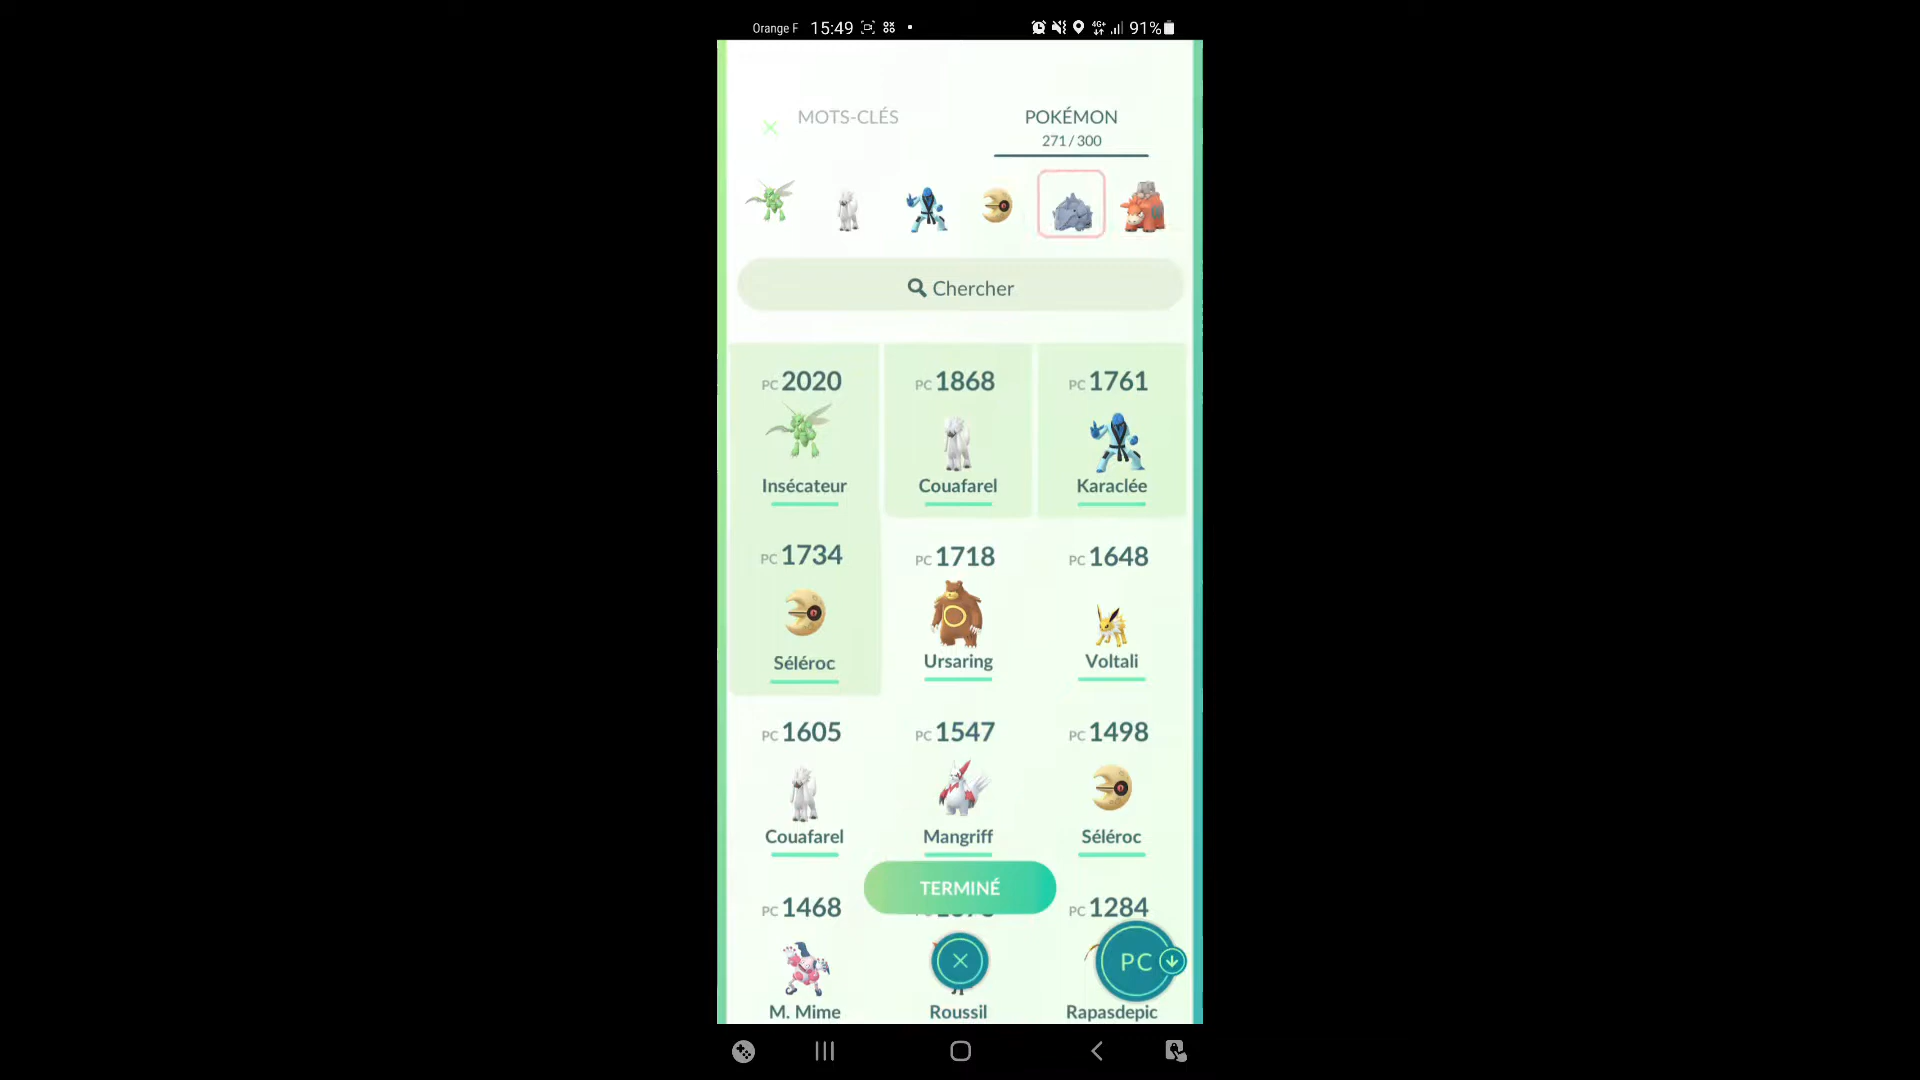 Orange F 15:49 4G+ 91%
MOTS-CLÉS POKÉMON
271 / 300
Chercher
PC 2020 PC 1868 PC 1761
Insécateur Couafarel Karaclée
PC 1734 PC 1718 PC 1648
Séléroc Ursaring Voltali
PC 1605 PC 1547 PC 1498
Couafarel Mangriff Séléroc
TERMINÉ
PC 1468 PC 1284
PC
M. Mime Roussil Rapasdepic